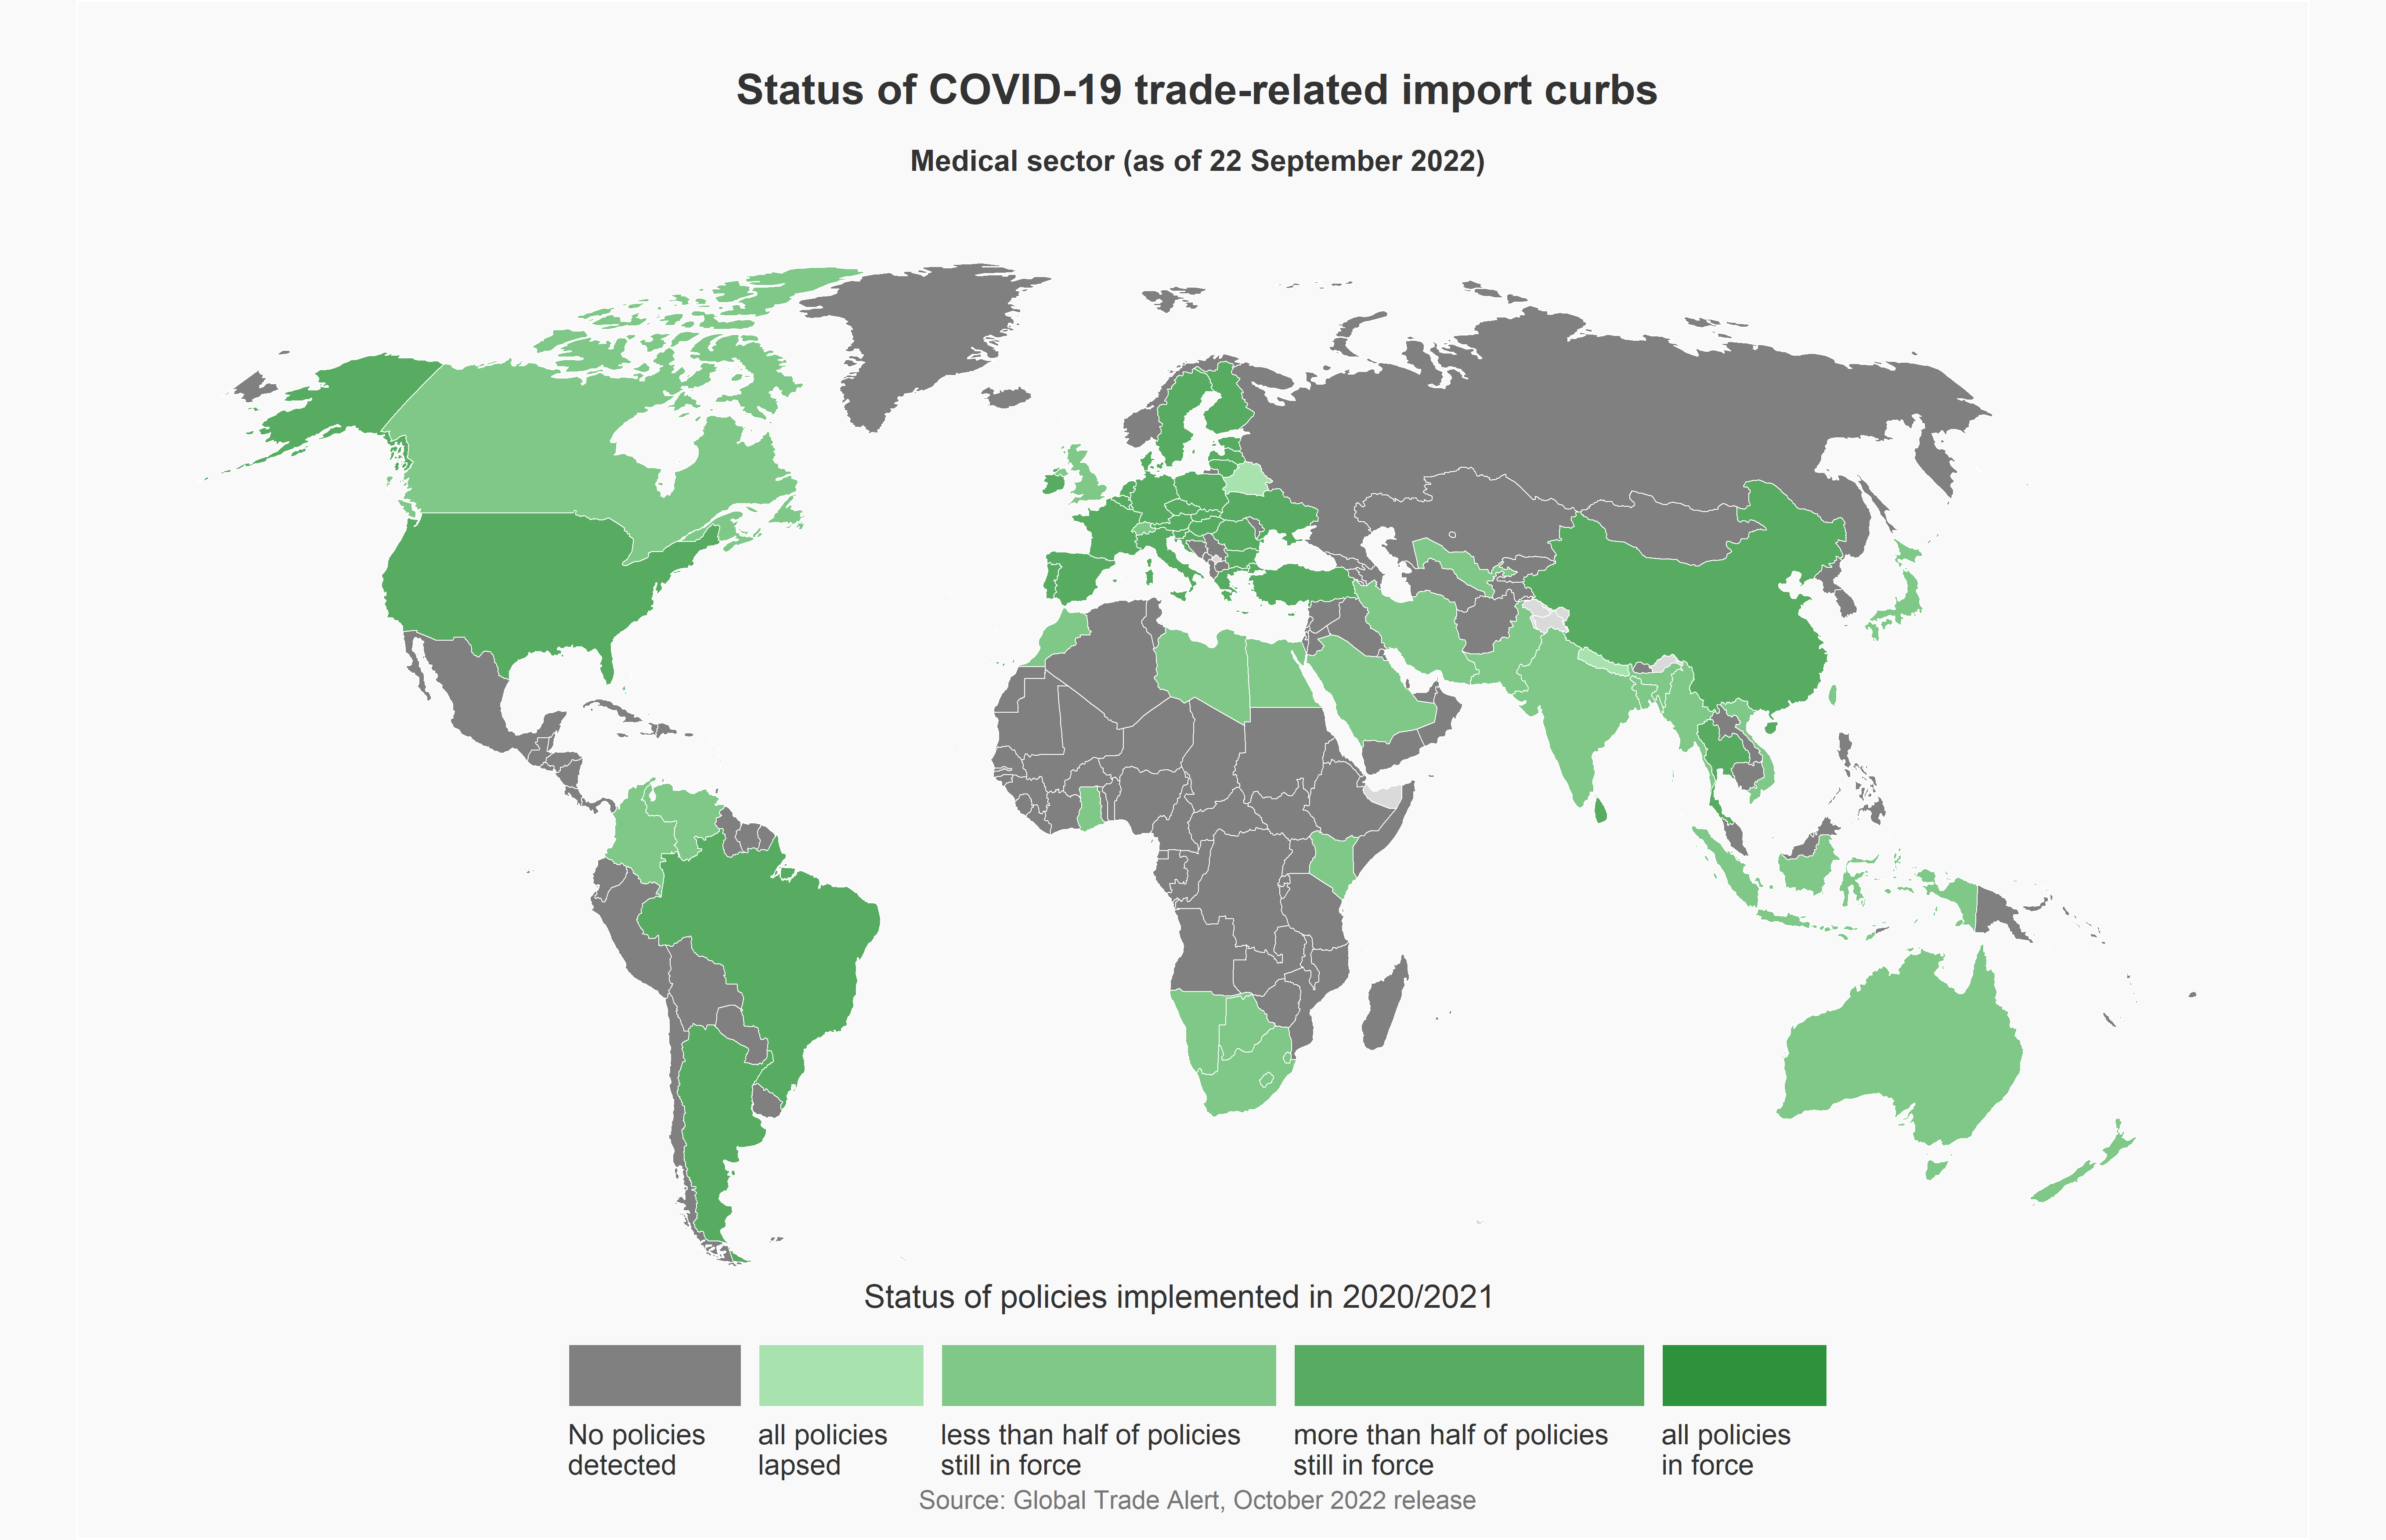 Status of COVID-19 trade-related import curbs
Medical sector (as of 22 September 2022)
Status of policies implemented in 2020/2021
No policies
detected
all policies
lapsed
less than half of policies
still in force
more than half of policies
still in force
all policies
in force
Source: Global Trade Alert, October 2022 release